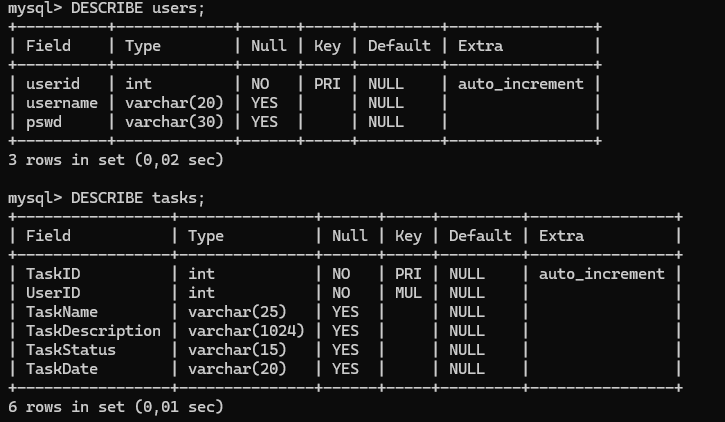 mysql> DESCRIBE users;
+----------+-------------+------+-----+---------+----------------+
| Field    | Type        | Null | Key | Default | Extra          |
+----------+-------------+------+-----+---------+----------------+
| userid   | int         | NO   | PRI | NULL    | auto_increment |
| username | varchar(20) | YES  |     | NULL    |                |
| pswd     | varchar(30) | YES  |     | NULL    |                |
+----------+-------------+------+-----+---------+----------------+
3 rows in set (0,02 sec)
mysql> DESCRIBE tasks;
+-----------------+---------------+------+-----+---------+----------------+
| Field           | Type          | Null | Key | Default | Extra          |
+-----------------+---------------+------+-----+---------+----------------+
| TaskID          | int           | NO   | PRI | NULL    | auto_increment |
| UserID          | int           | NO   | MUL | NULL    |                |
| TaskName        | varchar(25)   | YES  |     | NULL    |                |
| TaskDescription | varchar(1024) | YES  |     | NULL    |                |
| TaskStatus      | varchar(15)   | YES  |     | NULL    |                |
| TaskDate        | varchar(20)   | YES  |     | NULL    |                |
+-----------------+---------------+------+-----+---------+----------------+
6 rows in set (0,01 sec)